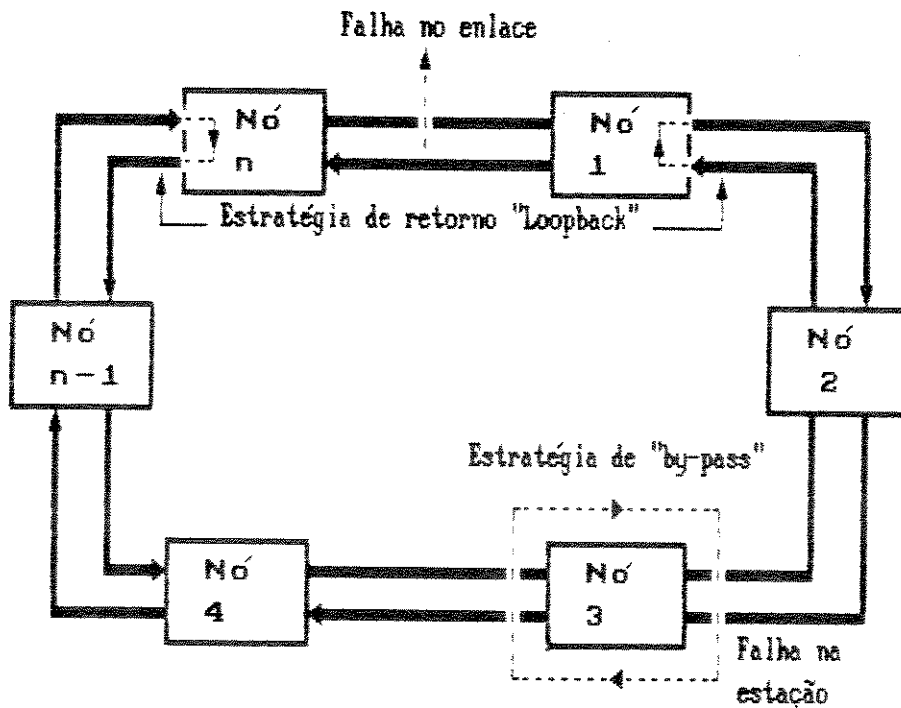 Falha no enlace
Nó
n
Nó
1
Estratégia de retorno "Loopback"
Nó
n-1
Nó
2
Estratégia de "by-pass"
Nó
4
Nó
3
Falha na
estação